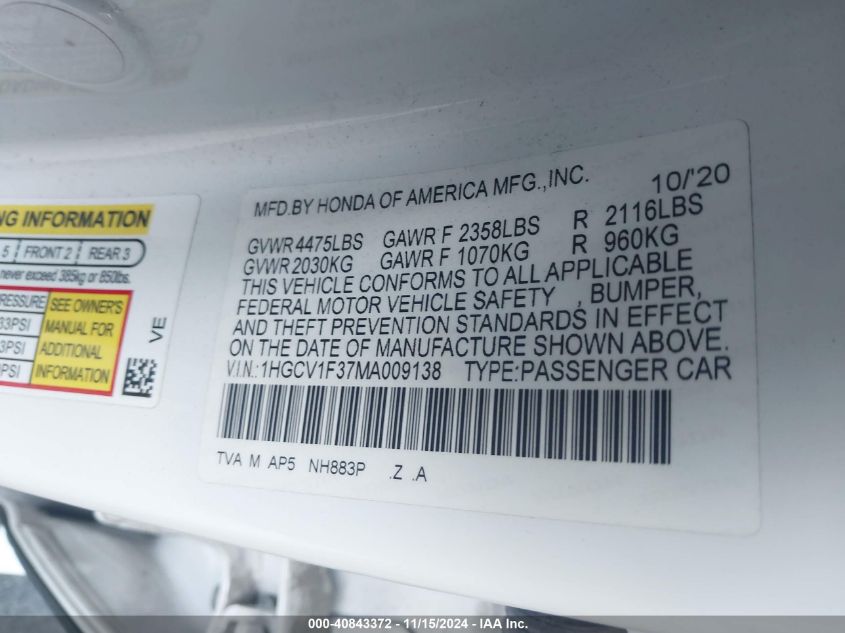 NG INFORMATION
5 FRONT 2 REAR 3
never exceed 385kg or 850lbs.
PRESSURE SEE OWNER'S
33PSI MANUAL FOR
3PSI ADDITIONAL
PSI INFORMATION
VE
MFD.BY HONDA OF AMERICA MFG.,INC. 10/'20
GVWR 4475LBS GAWR F 2358LBS R 2116LBS
GVWR 2030KG GAWR F 1070KG R 960KG
THIS VEHICLE CONFORMS TO ALL APPLICABLE
FEDERAL MOTOR VEHICLE SAFETY , BUMPER,
AND THEFT PREVENTION STANDARDS IN EFFECT
ON THE DATE OF MANUFACTURE SHOWN ABOVE.
V.I.N.:1HGCV1F37MA009138 TYPE:PASSENGER CAR
TVA M AP5 NH883P .Z .A
000-40843372 - 11/15/2024 - IAA Inc.